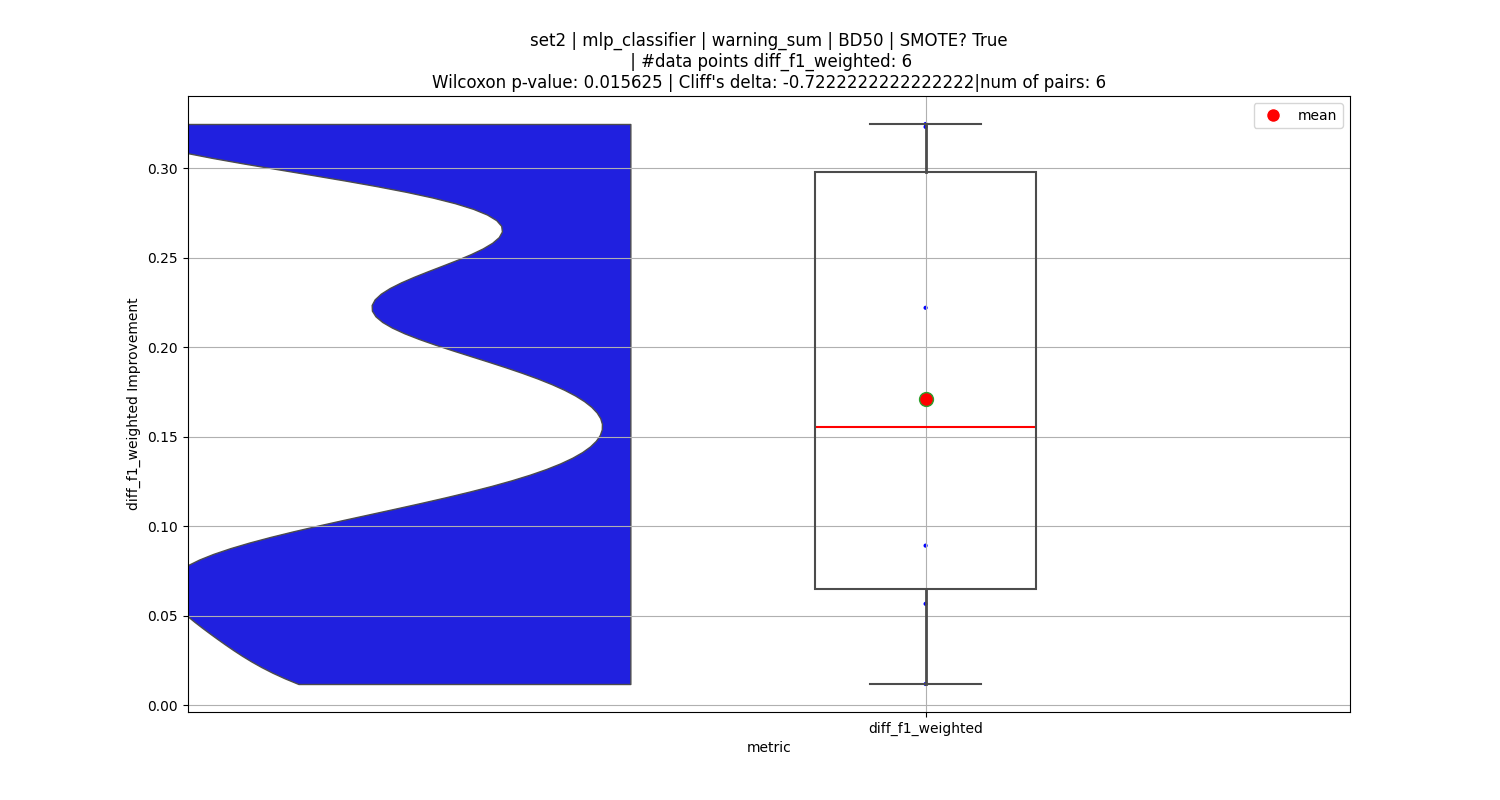 set2 | mlp_classifier | warning_sum | BD50 | SMOTE? True
| #data points diff_f1_weighted: 6
Wilcoxon p-value: 0.015625 | Cliff's delta: -0.7222222222222222|num of pairs: 6
mean
0.30
0.25
0.20
0.15
0.10
0.05
0.00
diff_f1_weighted Improvement
diff_f1_weighted
metric